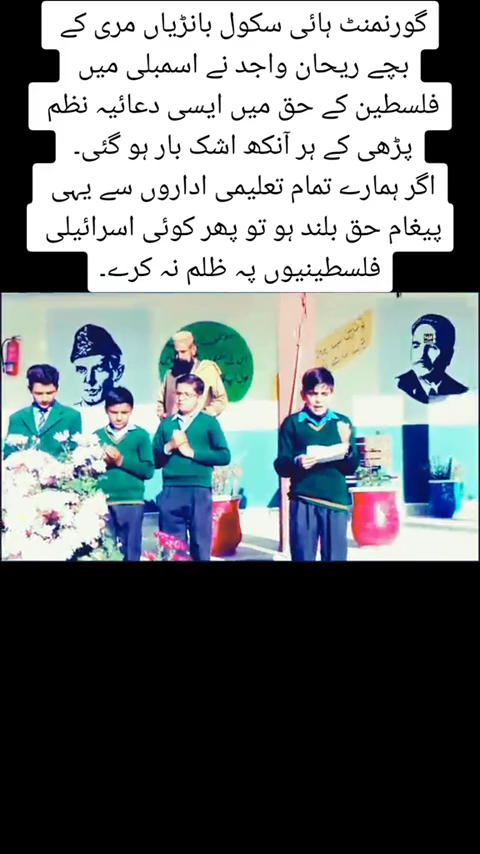 گورنمنٹ ہائی سکول بانڑیاں مری کے
بچے ریحان واجد نے اسمبلی میں
فلسطین کے حق میں ایسی دعائیہ نظم
پڑھی کے ہر آنکھ اشک بار ہو گئی۔
اگر ہمارے تمام تعلیمی اداروں سے یہی
پیغام حق بلند ہو تو پھر کوئی اسرائیلی
فلسطینیوں پہ ظلم نہ کرے۔